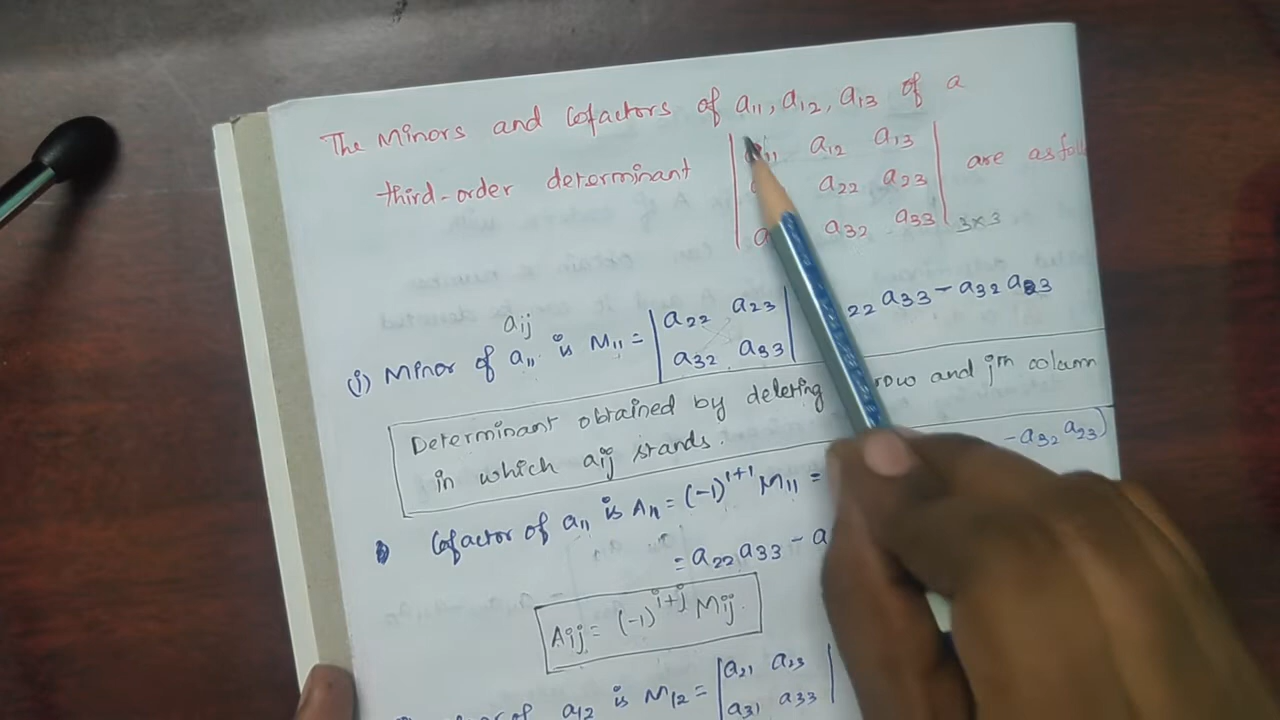 The Minors and Cofactors of a₁₁, a₁₂, a₁₃ of a
third-order determinant | a₁₁ a₁₂ a₁₃ | are as
a₂₂ a₂₃
a₃₂ a₃₃ | 3×3
aij
(i) Minor of a₁₁ is M₁₁ = | a₂₂ a₂₃ | ₂₂ a₃₃ - a₃₂ a₂₃
a₃₂ a₃₃
Determinant obtained by deleting row and jth column
in which aij stands.
Cofactor of a₁₁ is A₁₁ = (-1)¹⁺¹ M₁₁ = - a₃₂ a₂₃)
= a₂₂ a₃₃ - a
Aij = (-1)^i+j Mij
a₁₂ is M₁₂ = | a₂₁ a₂₃ |
a₃₁ a₃₃